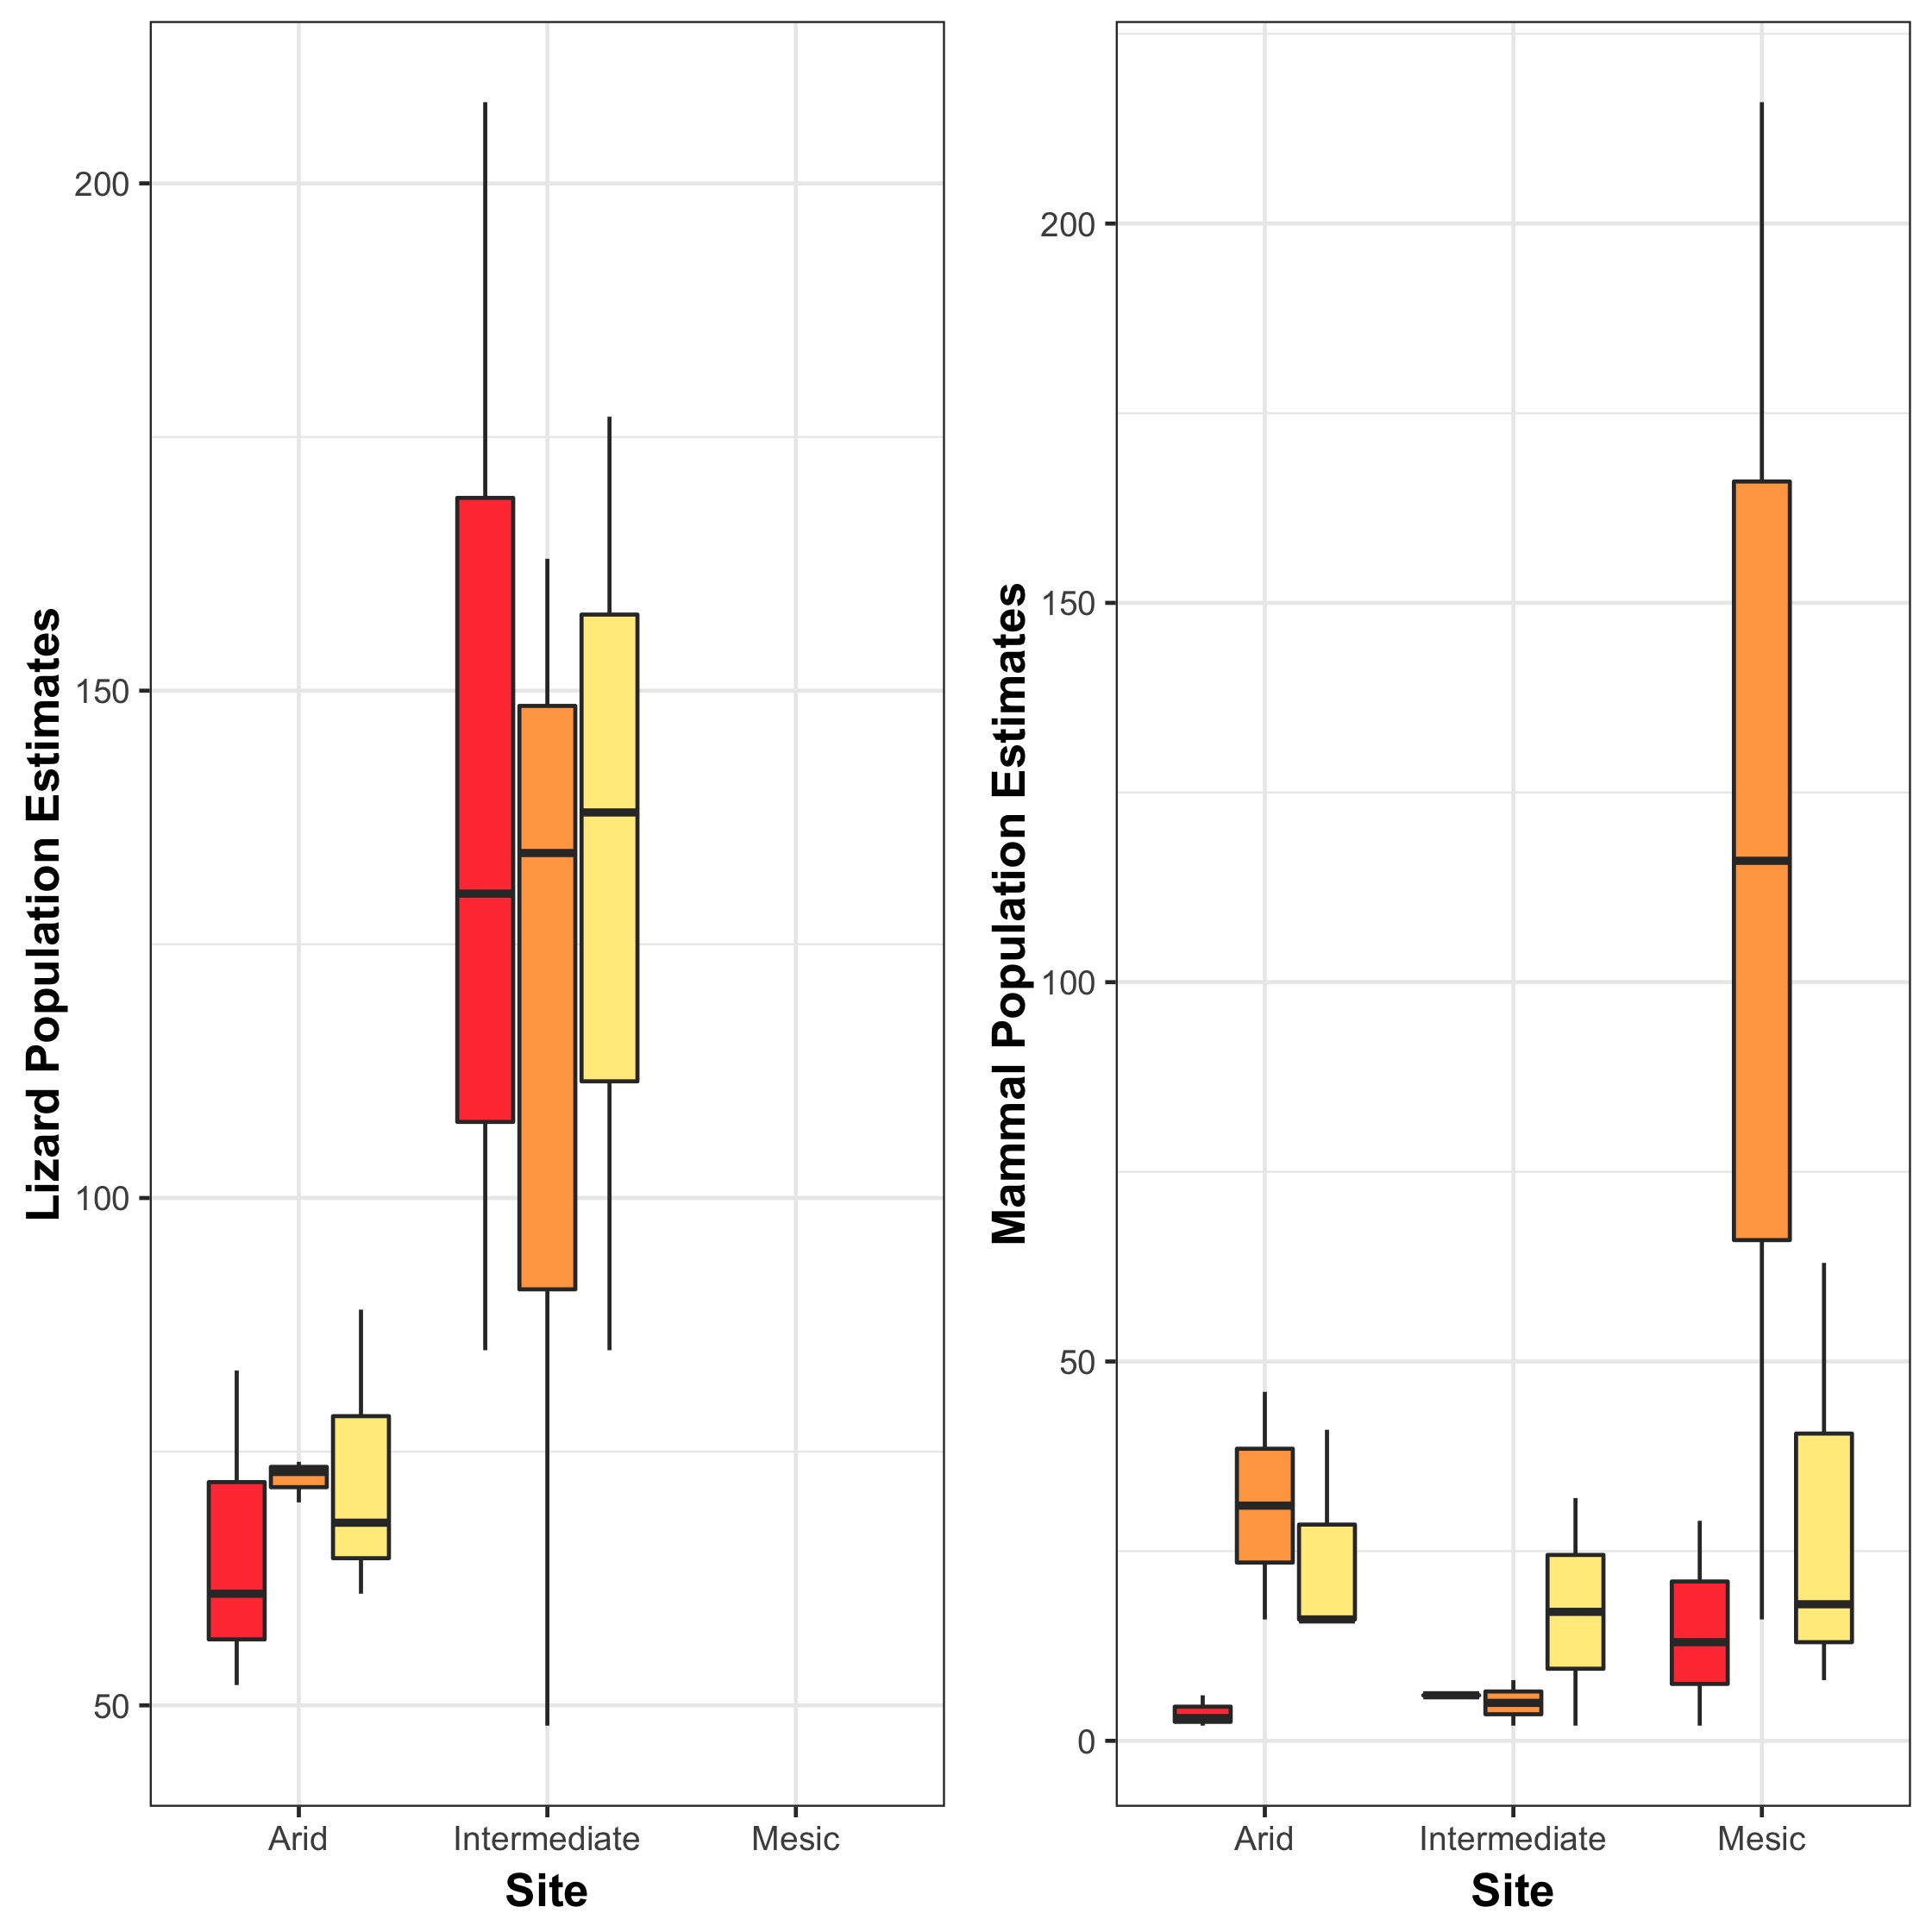 Lizard Population Estimates
200
150
100
50
Arid Intermediate Mesic
Site
Mammal Population Estimates
200
150
100
50
0
Arid Intermediate Mesic
Site